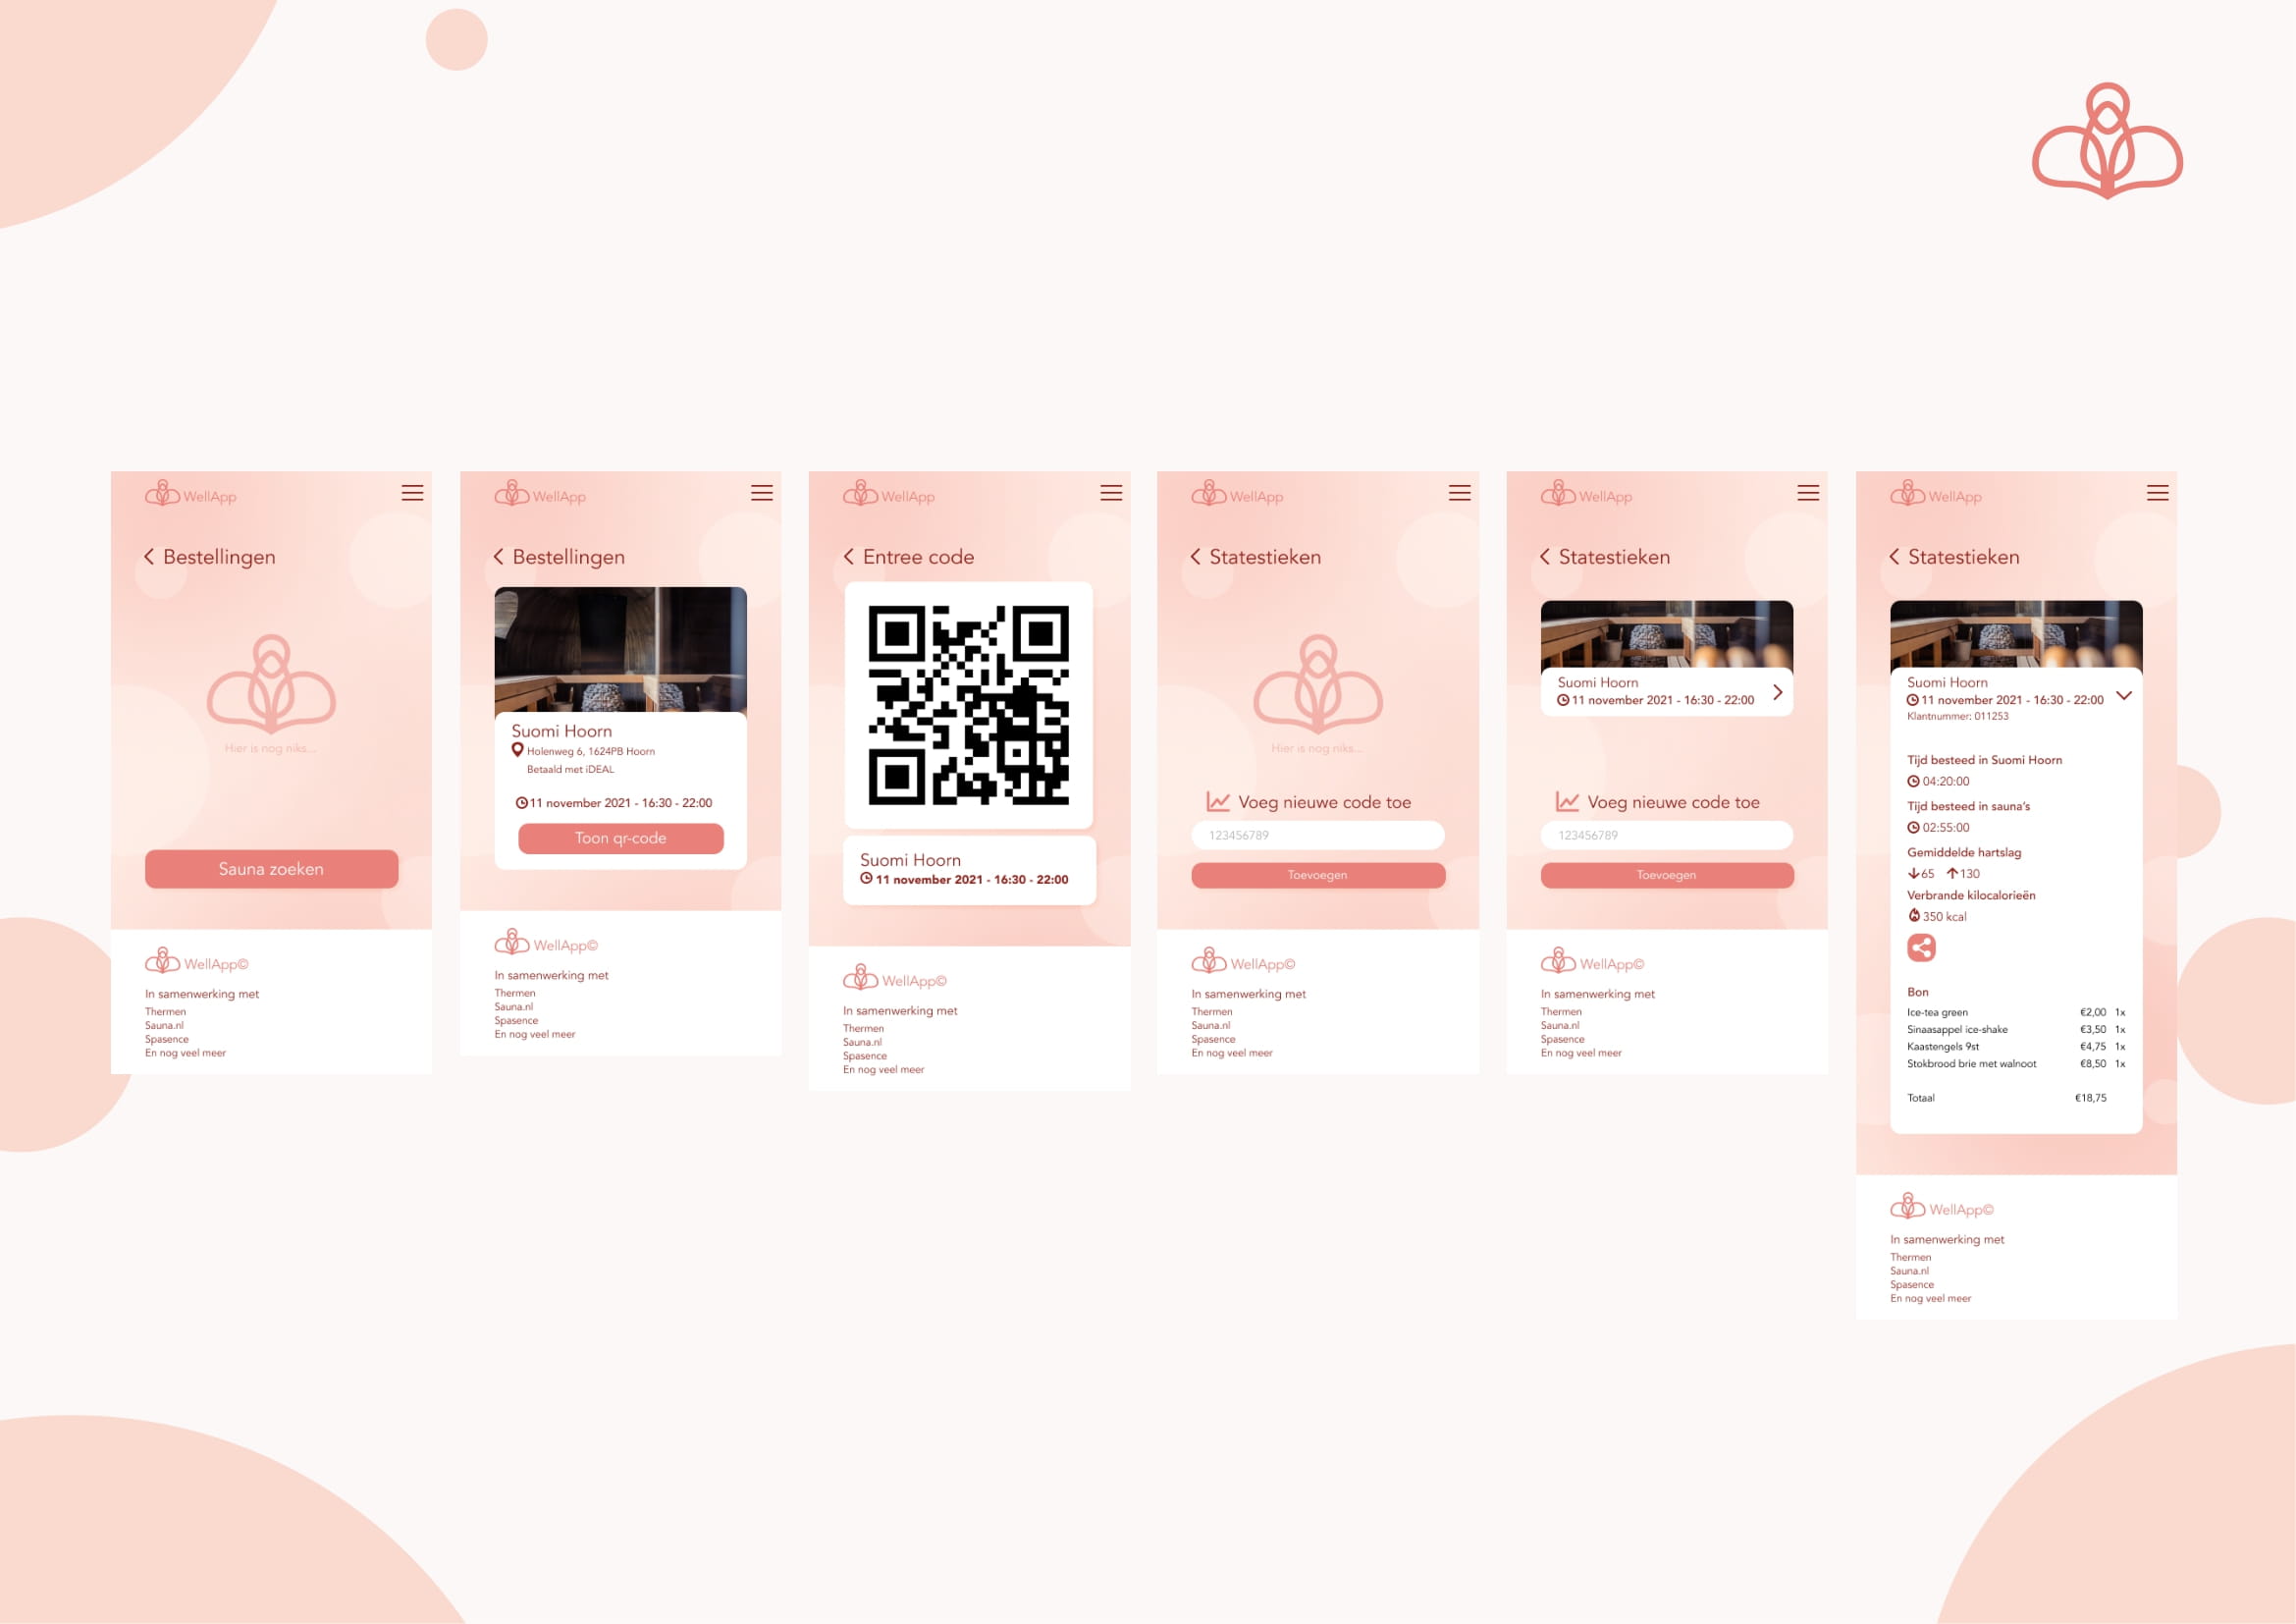 WellApp
Bestellingen
Hier is nog niks...
Sauna zoeken
WellApp©
In samenwerking met
Thermen
Sauna.nl
Spasence
En nog veel meer
WellApp
Bestellingen
Suomi Hoorn
Holenweg 6, 1624PB Hoorn
Betaald met iDEAL
11 november 2021 - 16:30 - 22:00
Toon qr-code
WellApp©
In samenwerking met
Thermen
Sauna.nl
Spasence
En nog veel meer
WellApp
Entree code
Suomi Hoorn
11 november 2021 - 16:30 - 22:00
WellApp©
In samenwerking met
Thermen
Sauna.nl
Spasence
En nog veel meer
WellApp
Statestieken
Hier is nog niks...
Voeg nieuwe code toe
123456789
Toevoegen
WellApp©
In samenwerking met
Thermen
Sauna.nl
Spasence
En nog veel meer
WellApp
Statestieken
Suomi Hoorn
11 november 2021 - 16:30 - 22:00
Voeg nieuwe code toe
123456789
Toevoegen
WellApp©
In samenwerking met
Thermen
Sauna.nl
Spasence
En nog veel meer
WellApp
Statestieken
Suomi Hoorn
11 november 2021 - 16:30 - 22:00
Klantnummer: 011253
Tijd besteed in Suomi Hoorn
04:20:00
Tijd besteed in sauna's
02:55:00
Gemiddelde hartslag
65 130
Verbrande kilocalorieën
350 kcal
Bon
Ice-tea green €2,00 1x
Sinaasappel ice-shake €3,50 1x
Kaastengels 9st €4,75 1x
Stokbrood brie met walnoot €8,50 1x
Totaal €18,75
WellApp©
In samenwerking met
Thermen
Sauna.nl
Spasence
En nog veel meer